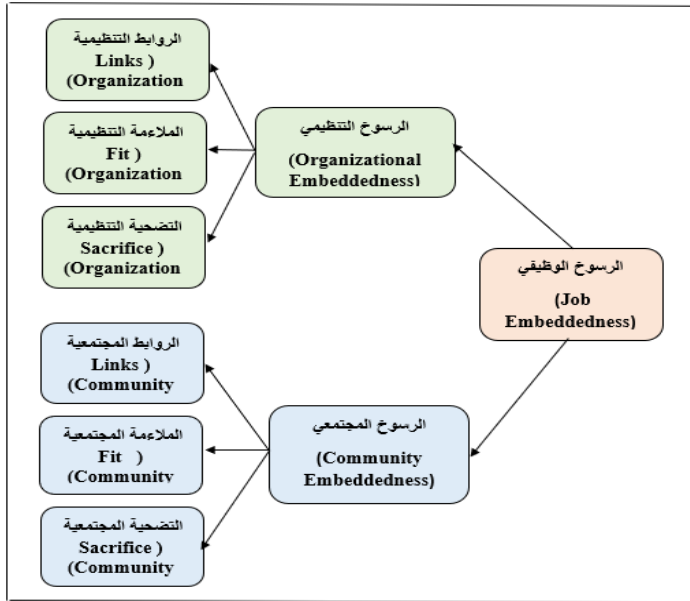 الروابط التنظيمية
Links )
(Organization
الملاءمة التنظيمية
Fit )
(Organization
التضحية التنظيمية
Sacrifice )
(Organization
الرسوخ التنظيمي
(Organizational
Embeddedness)
الرسوخ الوظيفي
(Job
Embeddedness)
الروابط المجتمعية
Links )
(Community
الملاءمة المجتمعية
Fit )
(Community
التضحية المجتمعية
Sacrifice )
(Community
الرسوخ المجتمعي
(Community
Embeddedness)